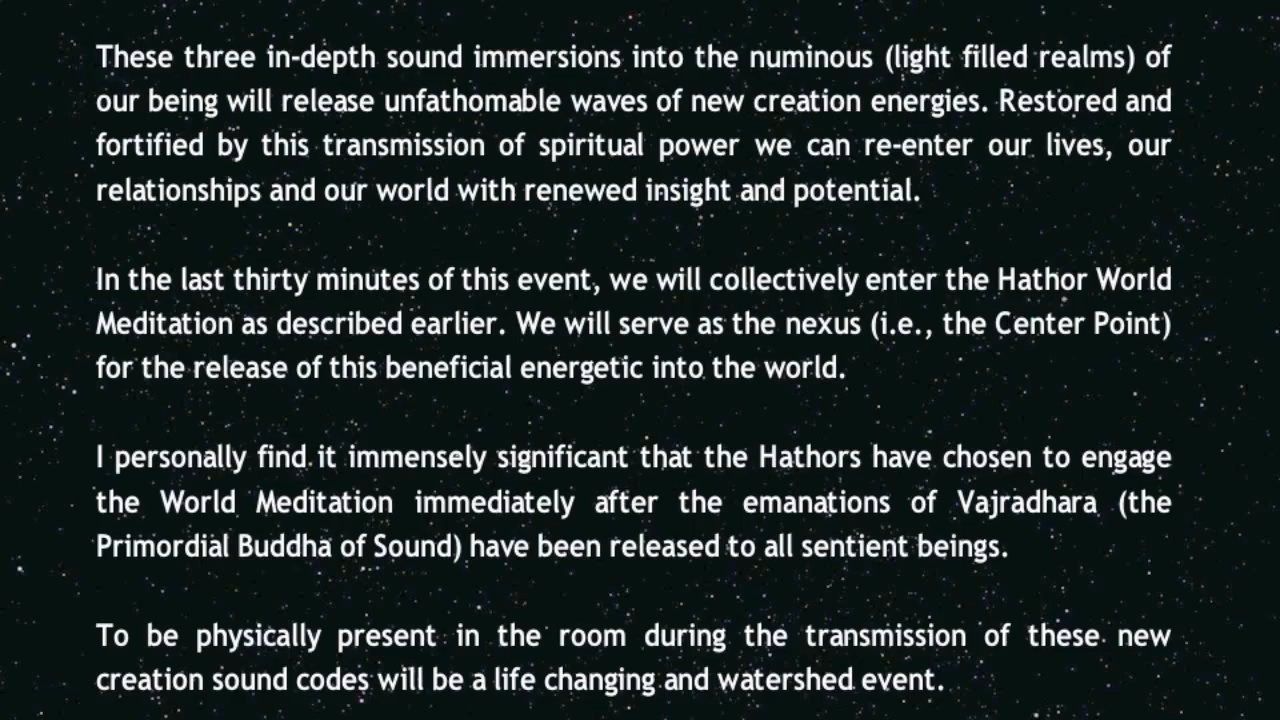 These three in-depth sound immersions into the numinous (light filled realms) of
our being will release unfathomable waves of new creation energies. Restored and
fortified by this transmission of spiritual power we can re-enter our lives, our
relationships and our world with renewed insight and potential.
In the last thirty minutes of this event, we will collectively enter the Hathor World
Meditation as described earlier. We will serve as the nexus (i.e., the Center Point)
for the release of this beneficial energetic into the world.
I personally find it immensely significant that the Hathors have chosen to engage
the World Meditation immediately after the emanations of Vajradhara (the
Primordial Buddha of Sound) have been released to all sentient beings.
To be physically present in the room during the transmission of these new
creation sound codes will be a life changing and watershed event.